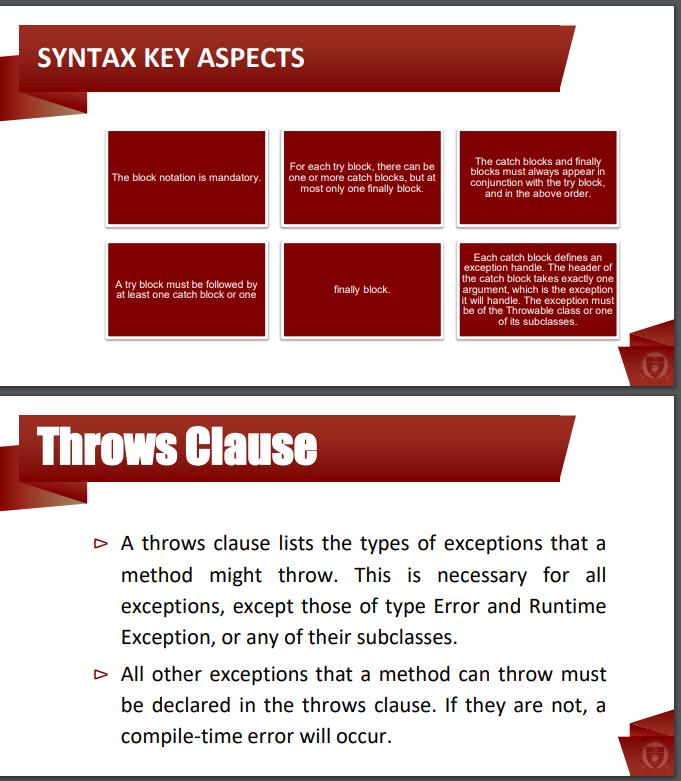 SYNTAX KEY ASPECTS
The block notation is mandatory.
For each try block, there can be
one or more catch blocks, but at
most only one finally block.
The catch blocks and finally
blocks must always appear in
conjunction with the try block,
and in the above order.
A try block must be followed by
at least one catch block or one
finally block.
Each catch block defines an
exception handle. The header of
the catch block takes exactly one
argument, which is the exception
it will handle. The exception must
be of the Throwable class or one
of its subclasses.
Throws Clause
A throws clause lists the types of exceptions that a
method might throw. This is necessary for all
exceptions, except those of type Error and Runtime
Exception, or any of their subclasses.
All other exceptions that a method can throw must
be declared in the throws clause. If they are not, a
compile-time error will occur.